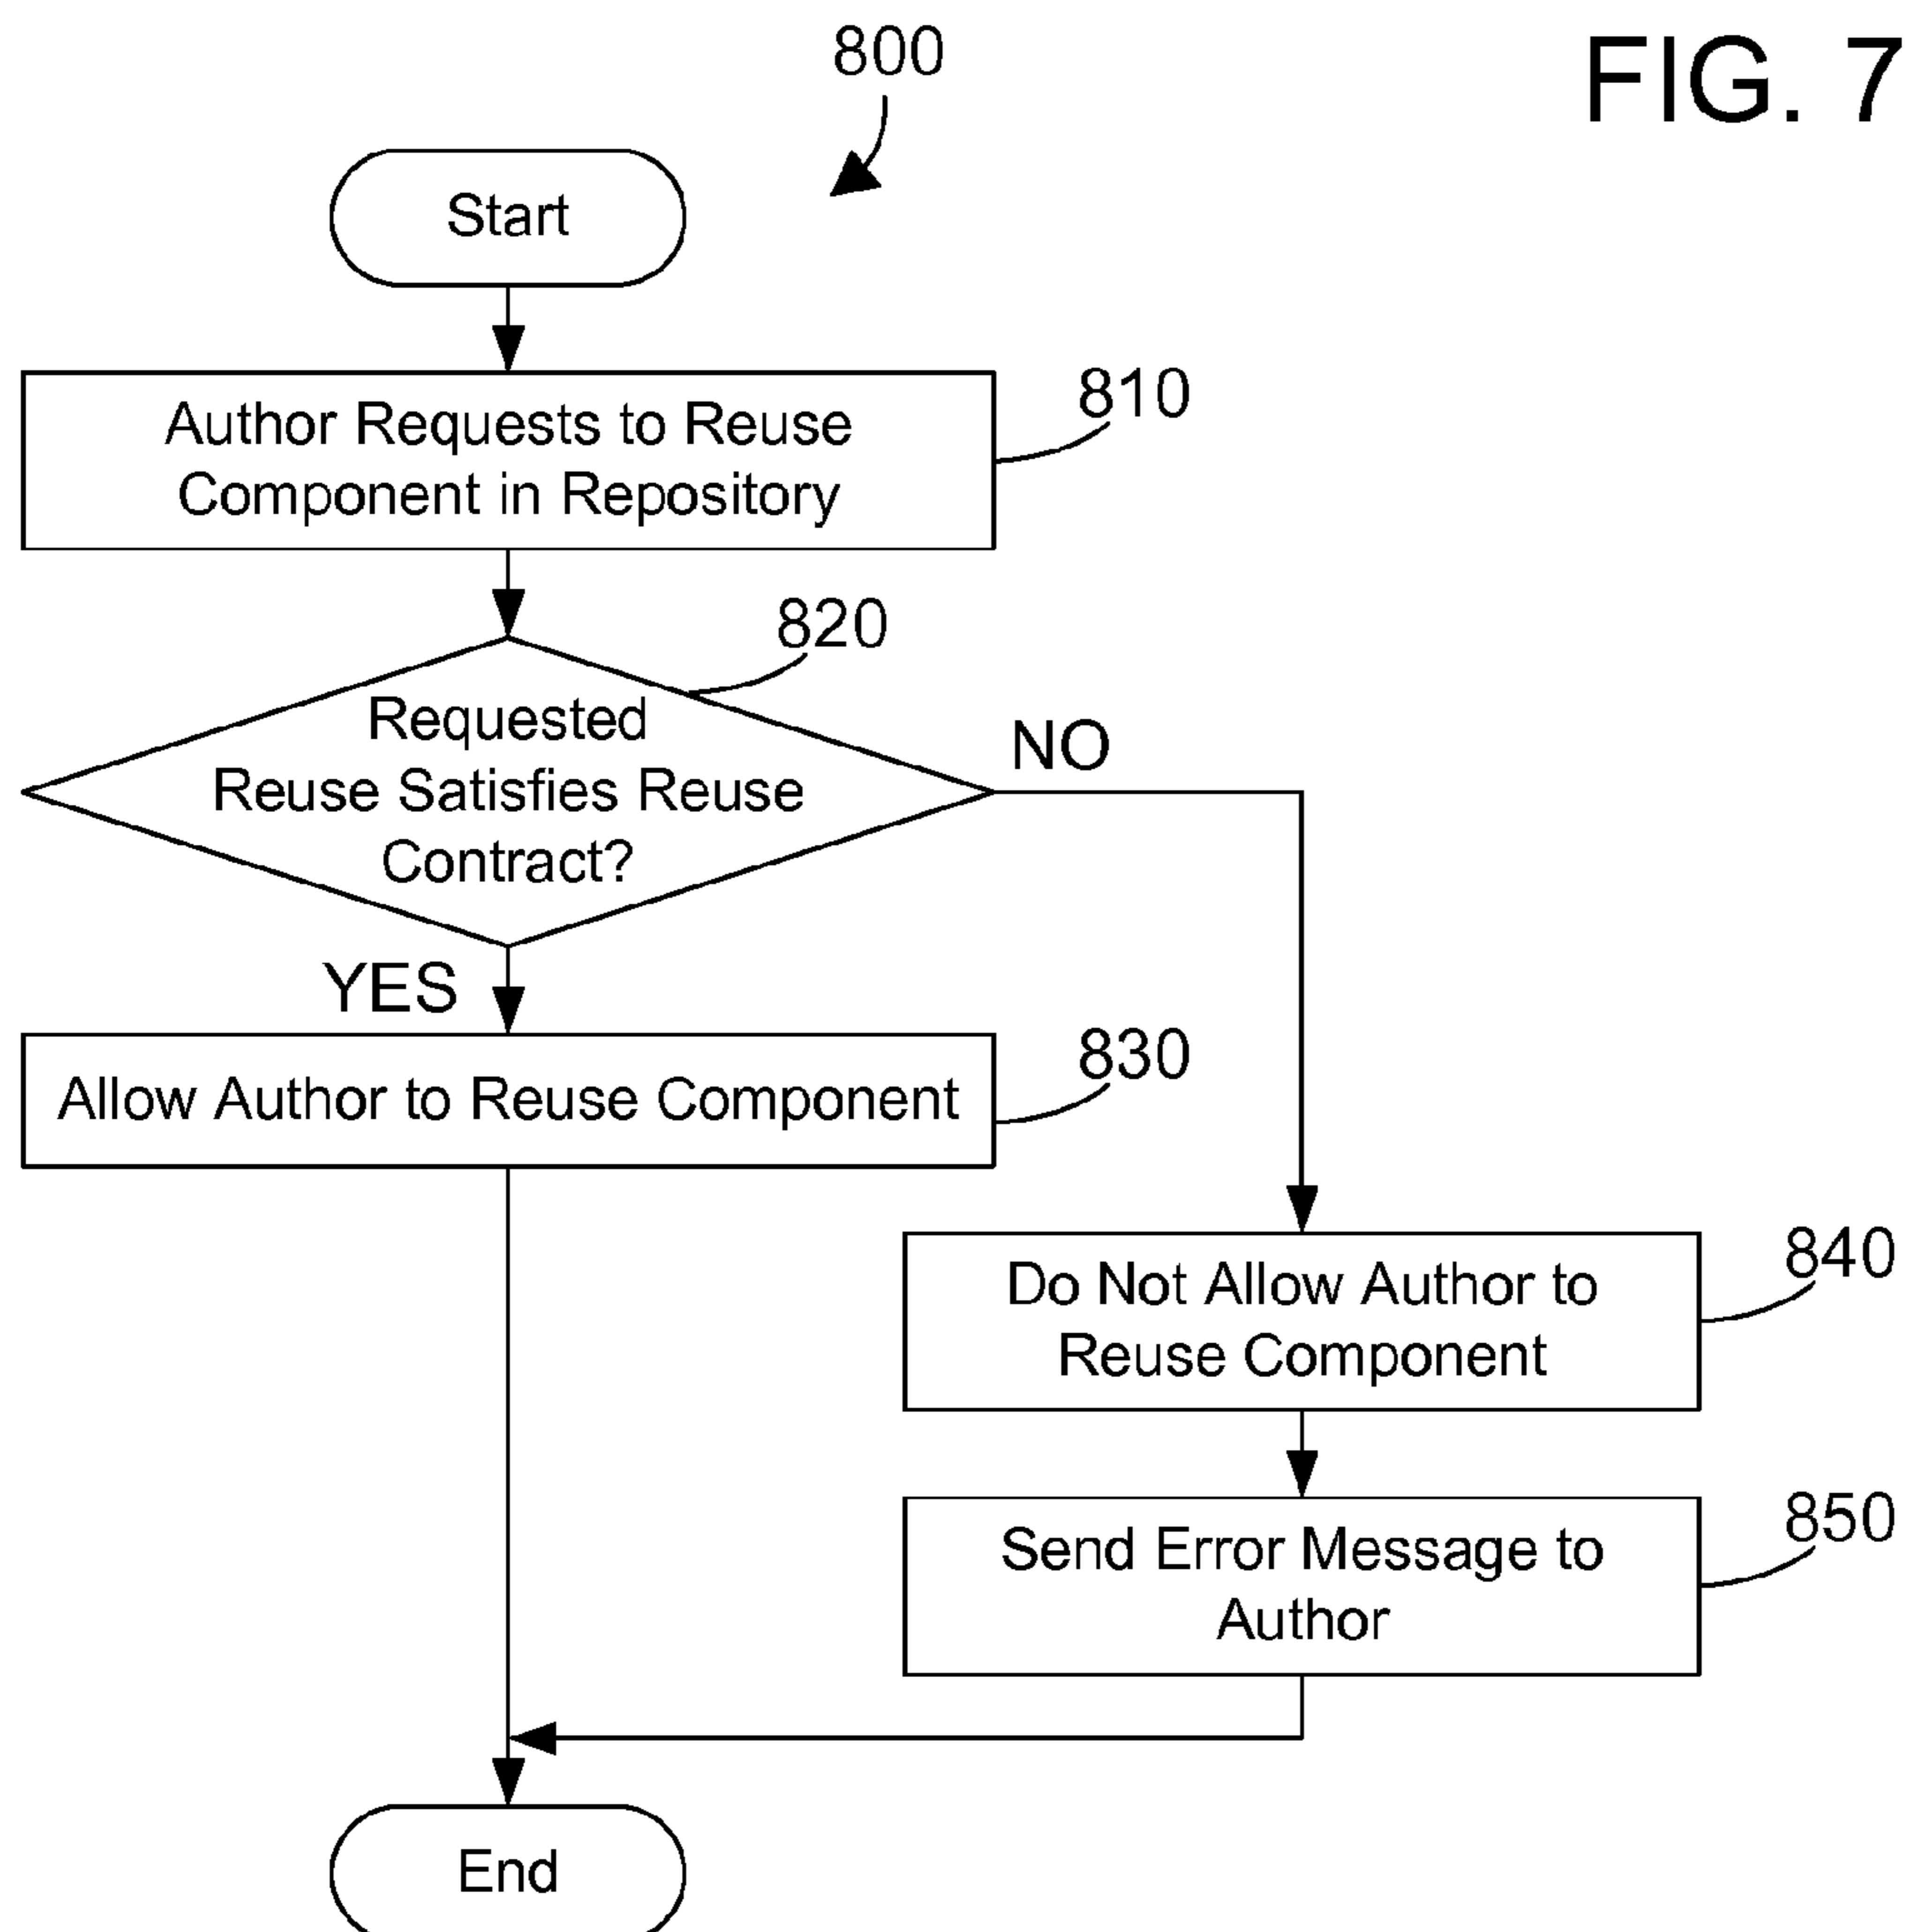 FIG. 7
800
Start
Author Requests to Reuse
Component in Repository
810
820
Requested
Reuse Satisfies Reuse
Contract?
NO
YES
Allow Author to Reuse Component
830
Do Not Allow Author to
Reuse Component
840
Send Error Message to
Author
850
End